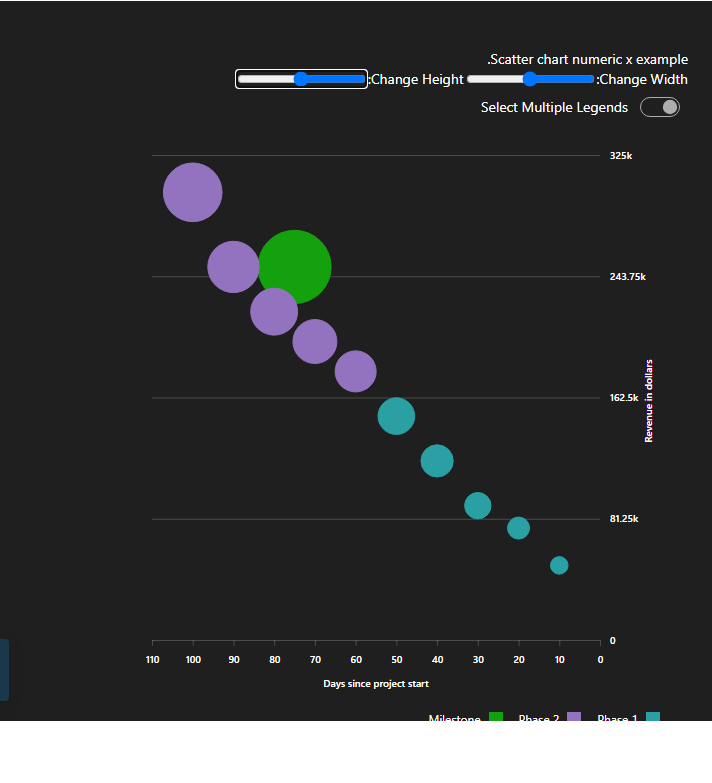 .Scatter chart numeric x example
:Change Height :Change Width
Select Multiple Legends
325k
243.75k
162.5k
81.25k
0
Revenue in dollars
110 100 90 80 70 60 50 40 30 20 10 0
Days since project start
Milestone Phase 2 Phase 1